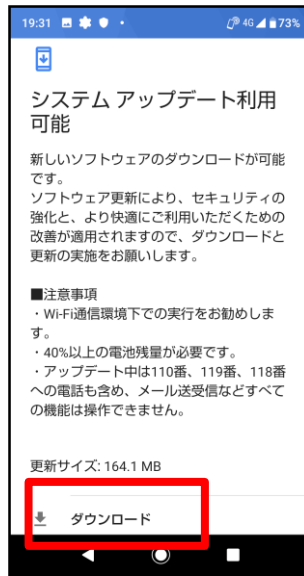 19:31 4G 73%
システム アップデート利用
可能
新しいソフトウェアのダウンロードが可能
です。
ソフトウェア更新により、セキュリティの
強化と、より快適にご利用いただくための
改善が適用されますので、ダウンロードと
更新の実施をお願いします。
■注意事項
・Wi-Fi通信環境下での実行をお勧めしま
す。
・40%以上の電池残量が必要です。
・アップデート中は110番、119番、118番
への電話も含め、メール送受信などすべて
の機能は操作できません。
更新サイズ: 164.1 MB
ダウンロード